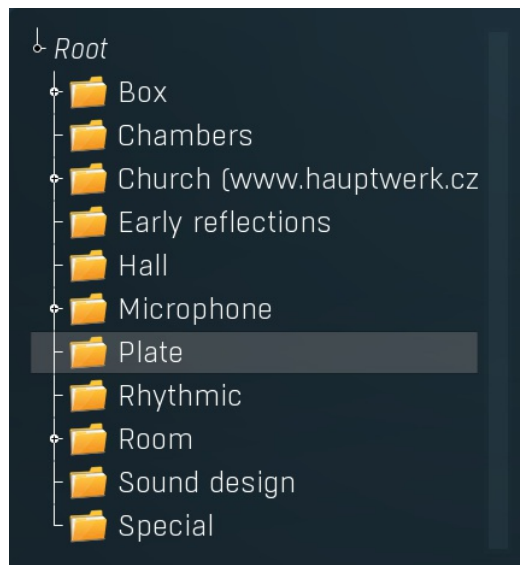 Root
Box
Chambers
Church (www.hauptwerk.cz
Early reflections
Hall
Microphone
Plate
Rhythmic
Room
Sound design
Special